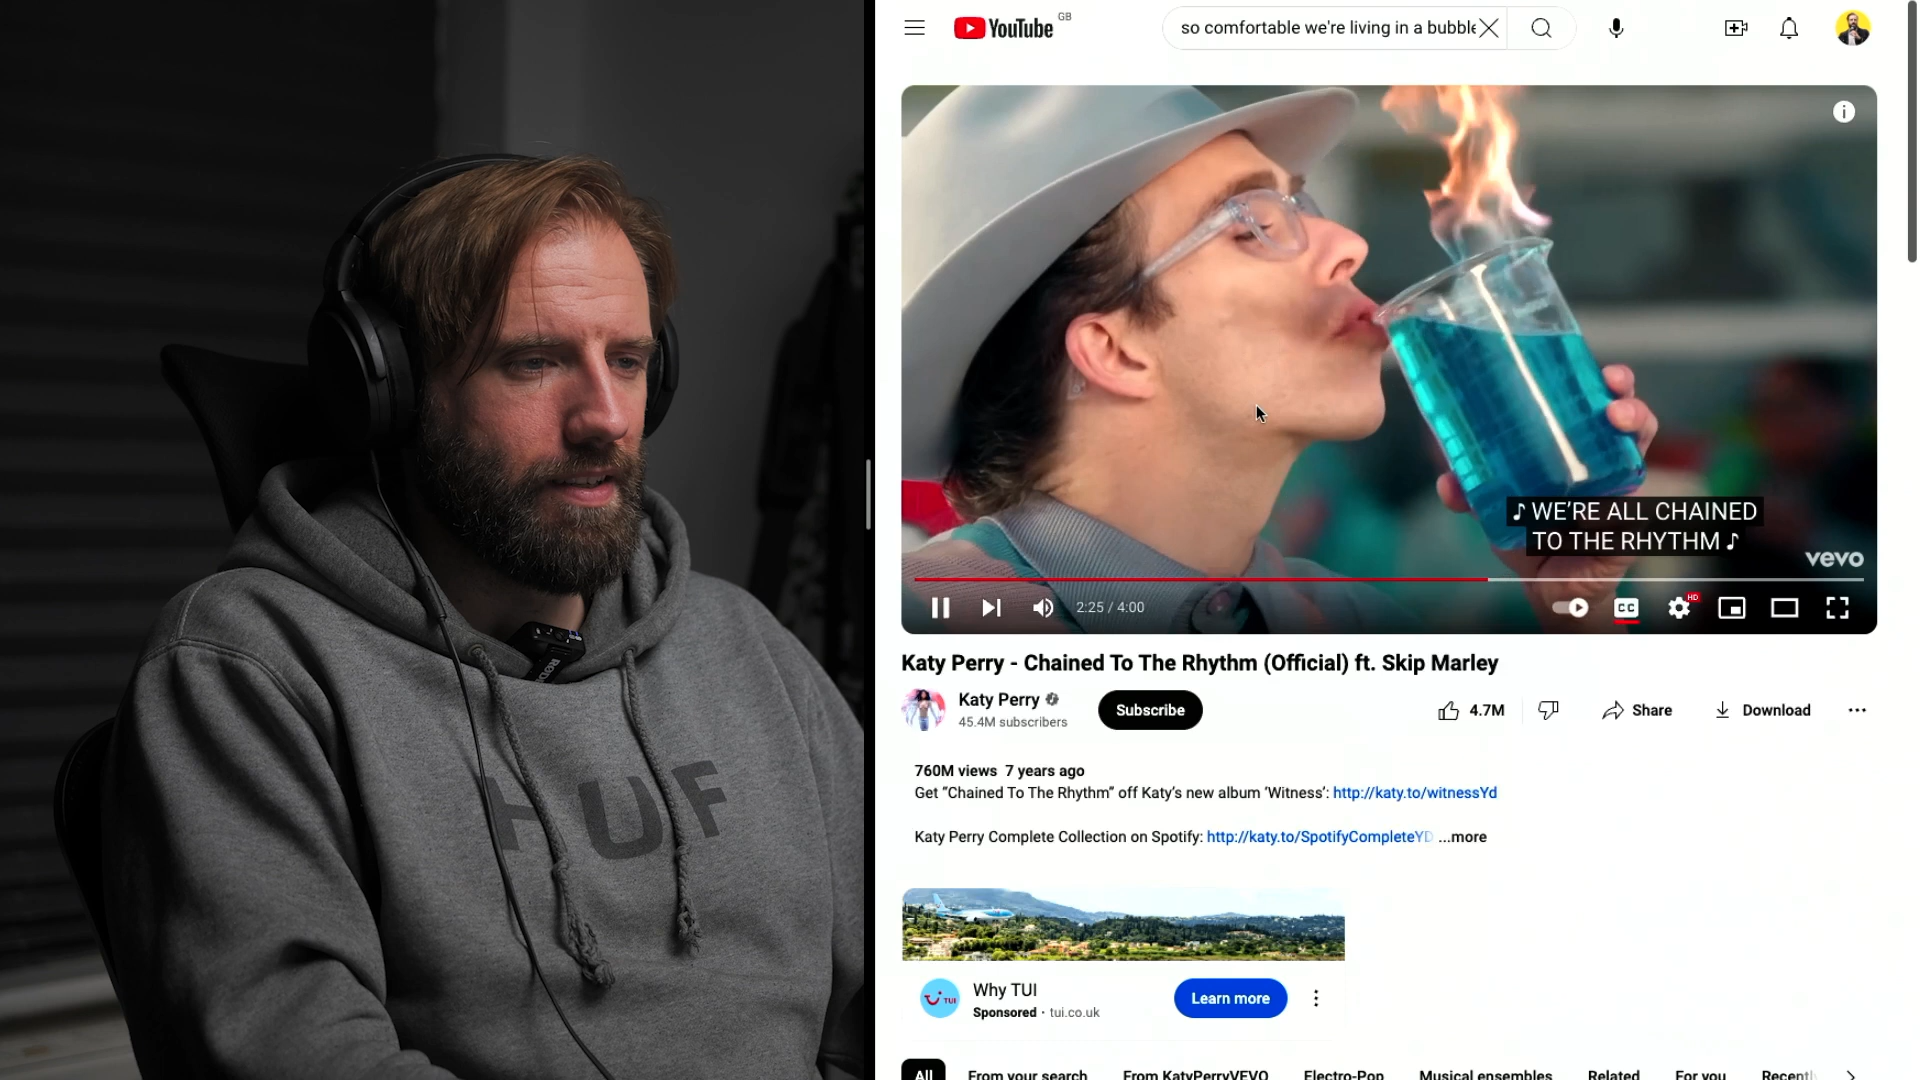 HUF
YouTube GB
so comfortable we're living in a bubble
♪ WE'RE ALL CHAINED
TO THE RHYTHM ♪
vevo
2:25 / 4:00
CC
HD
Katy Perry - Chained To The Rhythm (Official) ft. Skip Marley
Katy Perry
45.4M subscribers
Subscribe
4.7M
Share
Download
760M views 7 years ago
Get “Chained To The Rhythm” off Katy’s new album ‘Witness’: http://katy.to/witnessYd
Katy Perry Complete Collection on Spotify: http://katy.to/SpotifyCompleteYD ...more
TUI
Why TUI
Sponsored · tui.co.uk
Learn more
All From your search From KatyPerryVEVO Electro-Pop Musical ensembles Related For you Recently